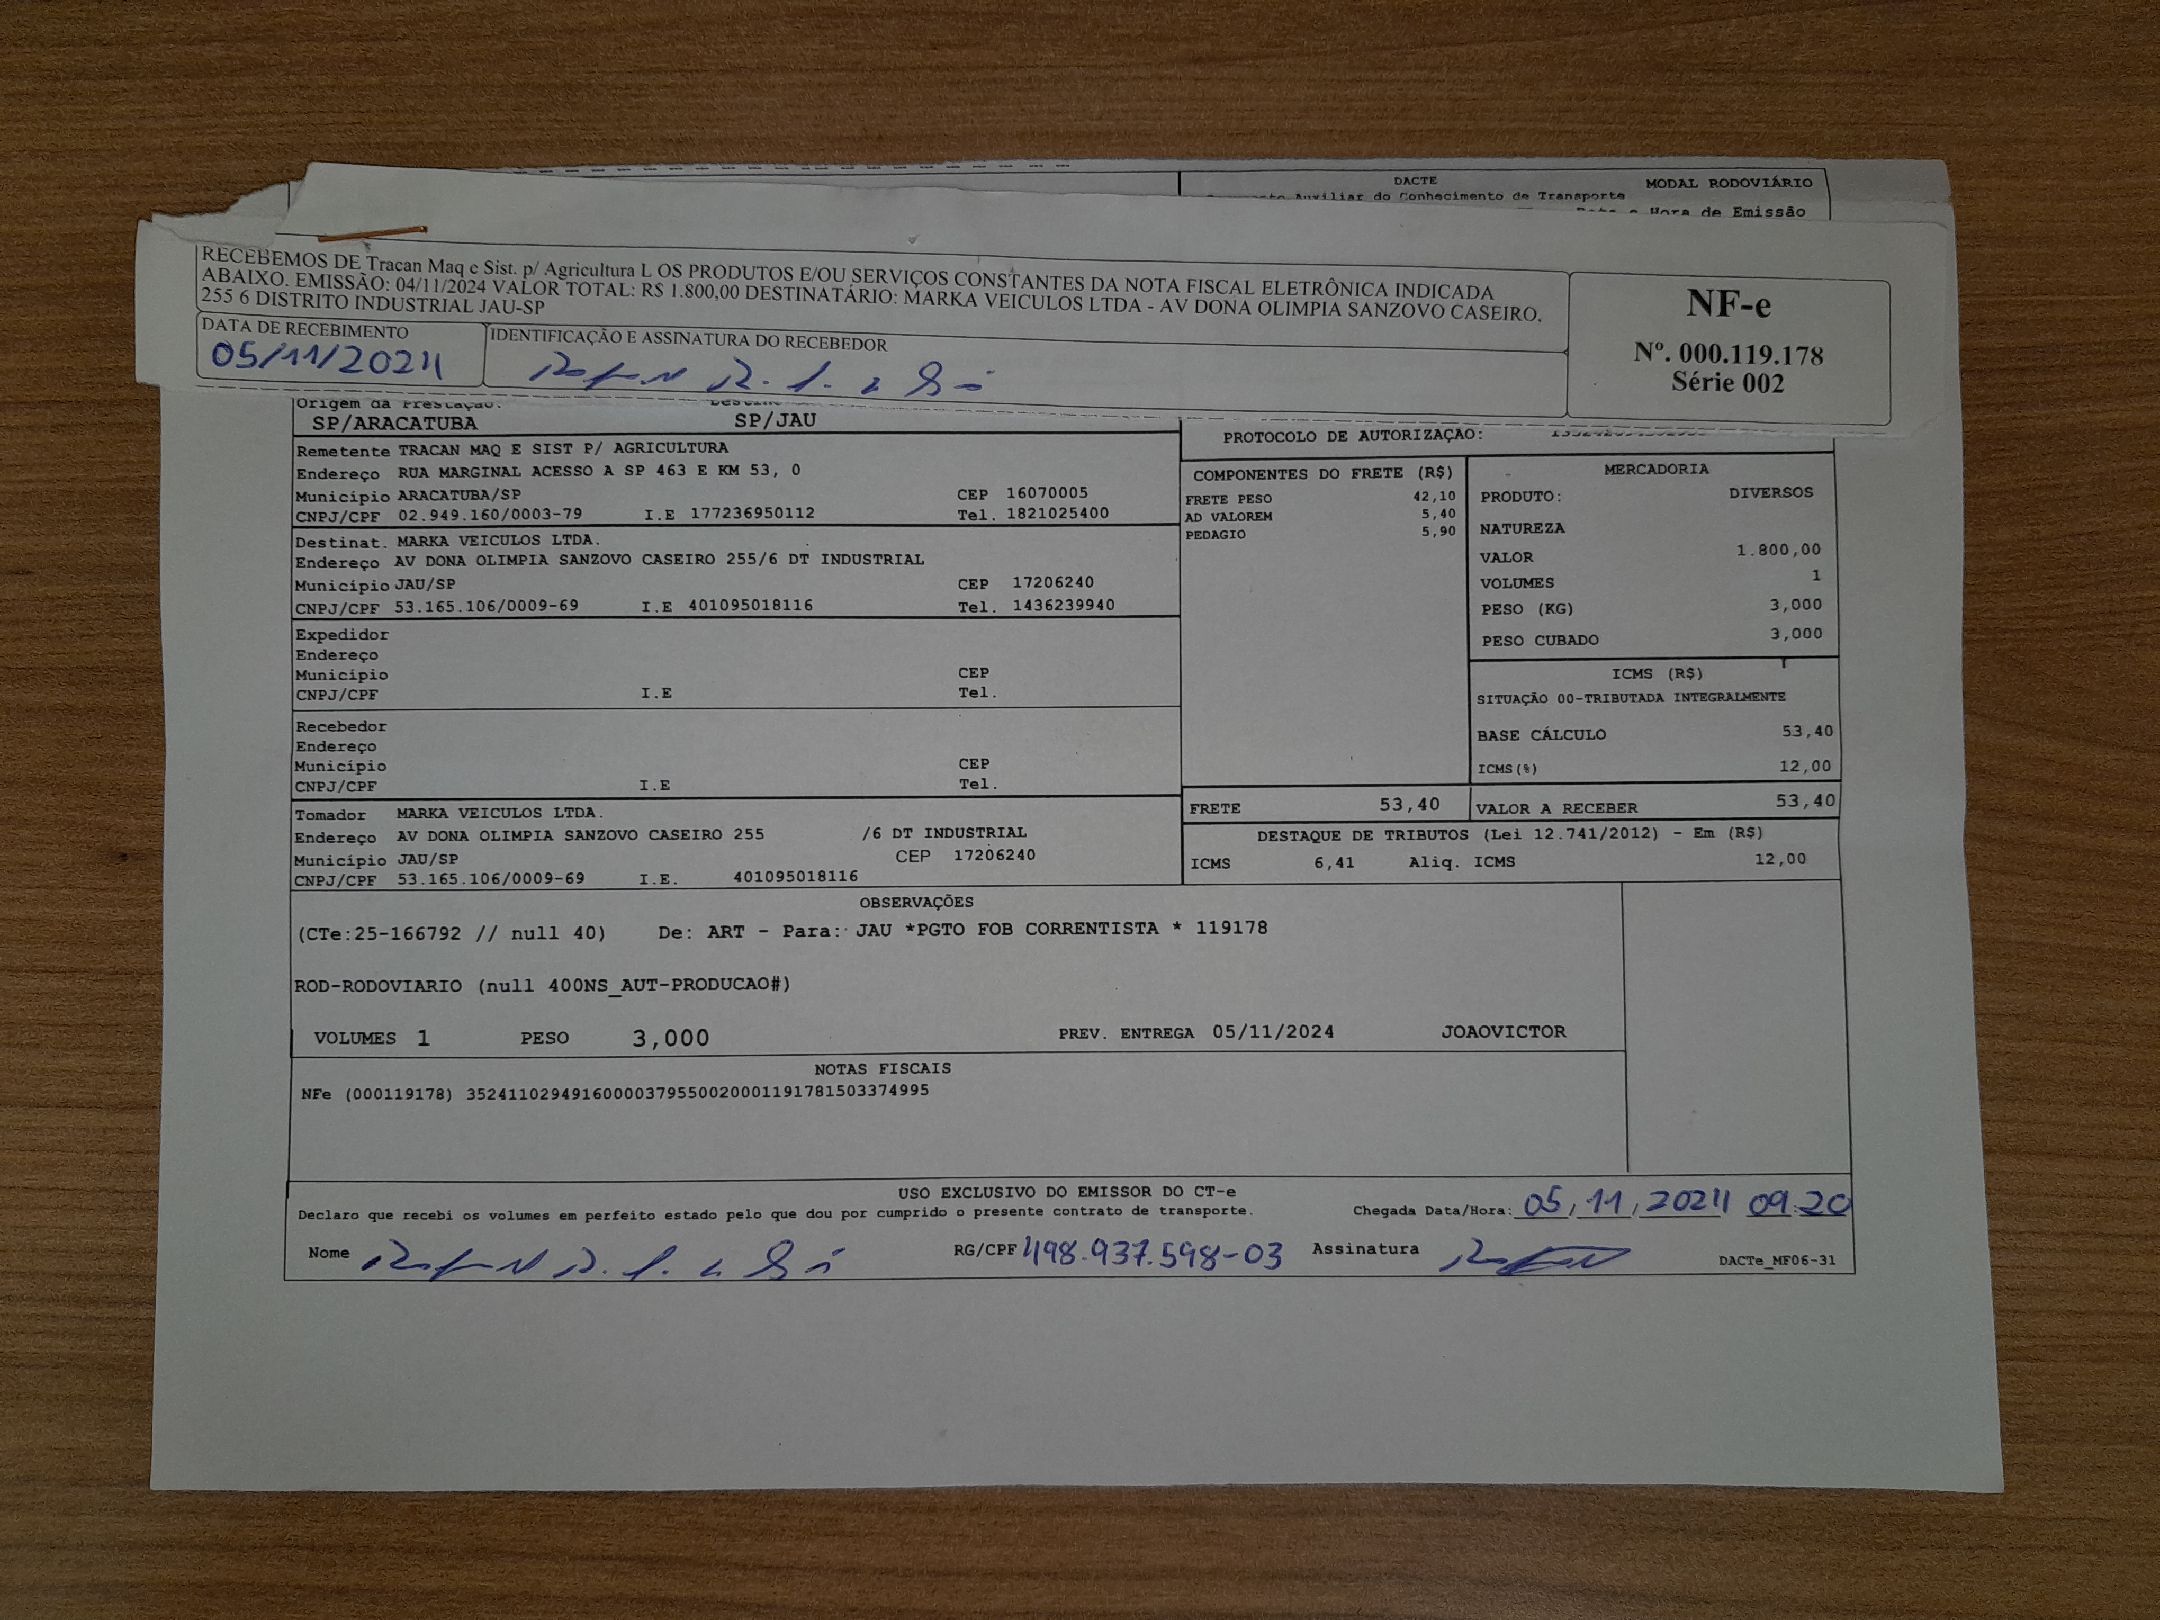 DACTE
MODAL RODOVIÁRIO
Auxiliar do Conhecimento de Transporte
Hora de Emissão
RECEBEMOS DE Tracan Maq e Sist. p/ Agricultura L OS PRODUTOS E/OU SERVIÇOS CONSTANTES DA NOTA FISCAL ELETRÔNICA INDICADA
ABAIXO. EMISSÃO: 04/11/2024 VALOR TOTAL: R$ 1.800,00 DESTINATÁRIO: MARKA VEICULOS LTDA - AV DONA OLIMPIA SANZOVO CASEIRO,
255 6 DISTRITO INDUSTRIAL JAU-SP
DATA DE RECEBIMENTO
05/11/2024
IDENTIFICAÇÃO E ASSINATURA DO RECEBEDOR
NF-e
Nº. 000.119.178
Série 002
Origem da Prestação:
SP/ARACATUBA SP/JAU
Remetente TRACAN MAQ E SIST P/ AGRICULTURA
Endereço RUA MARGINAL ACESSO A SP 463 E KM 53, 0
Município ARACATUBA/SP CEP 16070005
CNPJ/CPF 02.949.160/0003-79 I.E 177236950112 Tel. 1821025400
Destinat. MARKA VEICULOS LTDA.
Endereço AV DONA OLIMPIA SANZOVO CASEIRO 255/6 DT INDUSTRIAL
Município JAU/SP CEP 17206240
CNPJ/CPF 53.165.106/0009-69 I.E 401095018116 Tel. 1436239940
Expedidor
Endereço
Município CEP
CNPJ/CPF I.E Tel.
Recebedor
Endereço
Município CEP
CNPJ/CPF I.E Tel.
Tomador MARKA VEICULOS LTDA.
Endereço AV DONA OLIMPIA SANZOVO CASEIRO 255 /6 DT INDUSTRIAL
Município JAU/SP CEP 17206240
CNPJ/CPF 53.165.106/0009-69 I.E. 401095018116
PROTOCOLO DE AUTORIZAÇÃO:
COMPONENTES DO FRETE (R$)
FRETE PESO 42,10
AD VALOREM 5,40
PEDAGIO 5,90
MERCADORIA
PRODUTO: DIVERSOS
NATUREZA
VALOR 1.800,00
VOLUMES 1
PESO (KG) 3,000
PESO CUBADO 3,000
ICMS (R$)
SITUAÇÃO 00-TRIBUTADA INTEGRALMENTE
BASE CÁLCULO 53,40
ICMS(%) 12,00
FRETE 53,40 VALOR A RECEBER 53,40
DESTAQUE DE TRIBUTOS (Lei 12.741/2012) - Em (R$)
ICMS 6,41 Aliq. ICMS 12,00
OBSERVAÇÕES
(CTe:25-166792 // null 40) De: ART - Para: JAU *PGTO FOB CORRENTISTA * 119178
ROD-RODOVIARIO (null 400NS_AUT-PRODUCAO#)
VOLUMES 1 PESO 3,000 PREV. ENTREGA 05/11/2024 JOAOVICTOR
NOTAS FISCAIS
NFe (000119178) 35241102949160000379550020001191781503374995
USO EXCLUSIVO DO EMISSOR DO CT-e
Declaro que recebi os volumes em perfeito estado pelo que dou por cumprido o presente contrato de transporte. Chegada Data/Hora: 05/11/2024 09:20
Nome RG/CPF 498.937.598-03 Assinatura DACTe_MF06-31